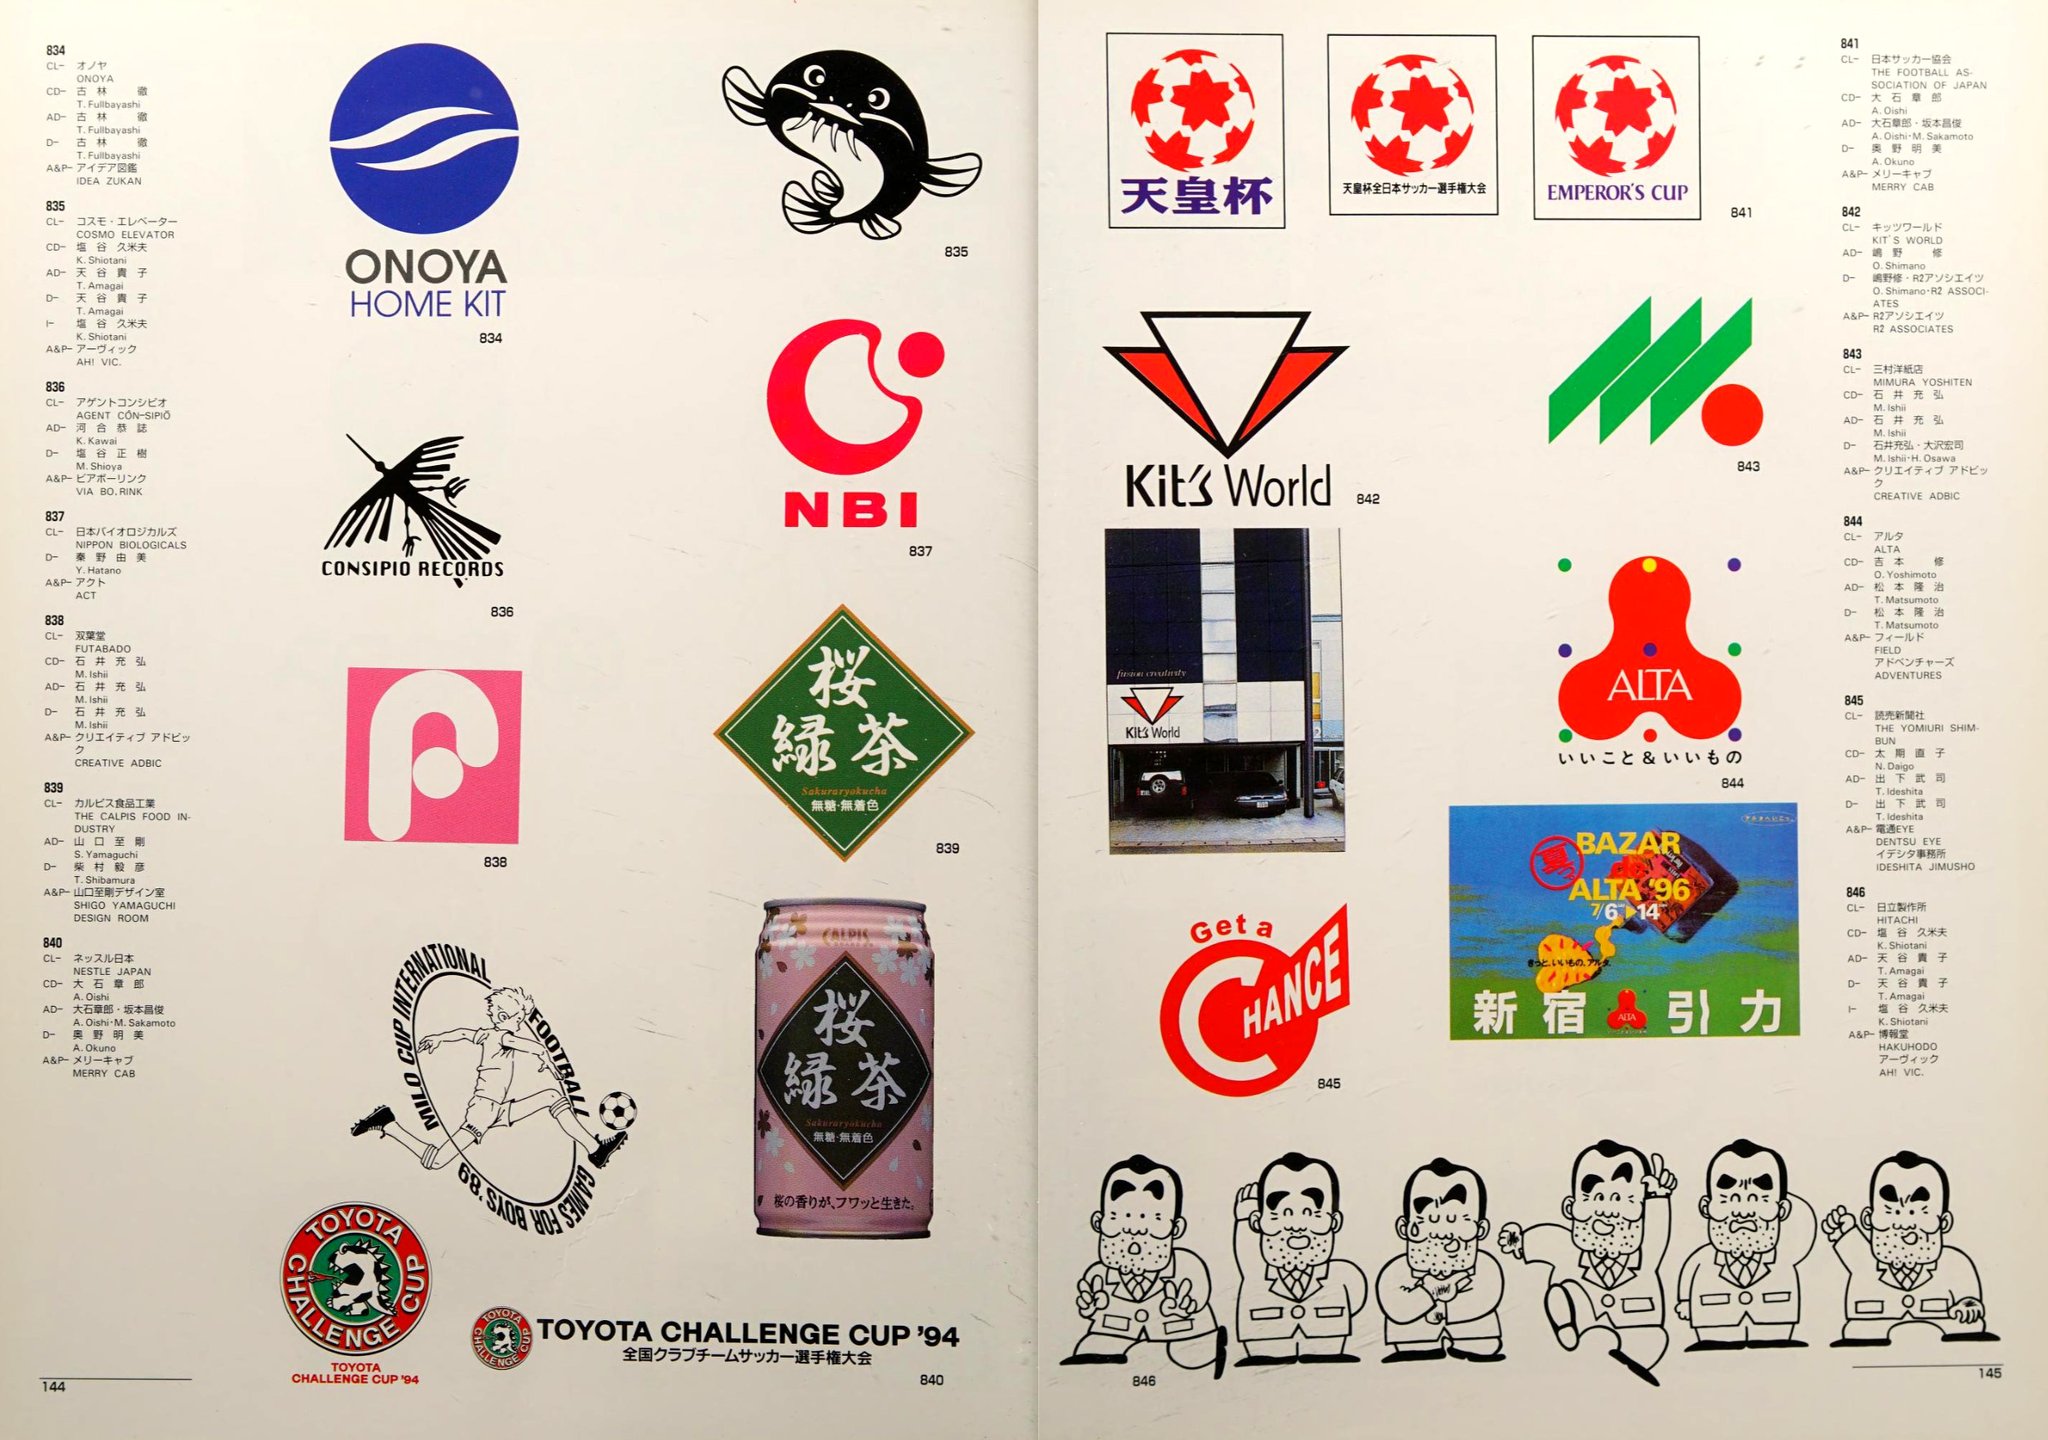 834
CL- オノヤ
ONOYA
CD- 古林 徹
T. Fullbayashi
AD- 古林 徹
T. Fullbayashi
D- 古林 徹
T. Fullbayashi
A&P- アイデア図鑑
IDEA ZUKAN
835
CL- コスモ・エレベーター
COSMO ELEVATOR
CD- 塩谷 久米夫
K. Shiotani
AD- 天谷貴子
T. Amagai
D- 天谷貴子
T. Amagai
I- 塩谷 久米夫
K. Shiotani
A&P- アーヴィック
AH! VIC.
836
CL- アゲントコンシピオ
AGENT CŌN-SIPIŌ
AD- 河合恭誌
K. Kawai
D- 塩谷正樹
M. Shioya
A&P- ビアボーリンク
VIA BO. RINK
837
CL- 日本バイオロジカルズ
NIPPON BIOLOGICALS
D- 秦野由美
Y. Hatano
A&P- アクト
ACT
838
CL- 双葉堂
FUTABADO
CD- 石井充弘
M. Ishii
AD- 石井充弘
M. Ishii
D- 石井充弘
M. Ishii
A&P- クリエイティブ アドビッ
ク
CREATIVE ADBIC
839
CL- カルピス食品工業
THE CALPIS FOOD IN-
DUSTRY
AD- 山口至剛
S. Yamaguchi
D- 柴村毅彦
T. Shibamura
A&P- 山口至剛デザイン室
SHIGO YAMAGUCHI
DESIGN ROOM
840
CL- ネッスル日本
NESTLE JAPAN
CD- 大石章郎
A. Oishi
AD- 大石章郎・坂本昌俊
A. Oishi・M. Sakamoto
D- 奥野明美
A. Okuno
A&P- メリーキャブ
MERRY CAB
144
ONOYA
HOME KIT
834
835
CONSIPIO RECORDS
836
NBI
837
838
桜
緑茶
Sakuraryokucha
無糖・無着色
839
MILO CUP INTERNATIONAL
FOOTBALL
GAMES FOR BOYS '89
MILO
CALPIS
桜
緑茶
Sakuraryokucha
無糖・無着色
桜の香りが、フワッと生きた。
TOYOTA
CHALLENGE
CUP
TOYOTA
CHALLENGE CUP '94
TOYOTA
CHALLENGE CUP
TOYOTA CHALLENGE CUP '94
全国クラブチームサッカー選手権大会
840
天皇杯
天皇杯全日本サッカー選手権大会
EMPEROR'S CUP
841
Kit's World
842
843
fusion creativity
Kit's World
ALTA
いいこと&いいもの
844
Get a
CHANCE
845
BAZAR
de
ALTA '96
7/6 14
夏
きっと、いいもの。アルタ。
新宿 ALTA 引力
846
841
CL- 日本サッカー協会
THE FOOTBALL AS-
SOCIATION OF JAPAN
CD- 大石章郎
A. Oishi
AD- 大石章郎・坂本昌俊
A. Oishi・M. Sakamoto
D- 奥野明美
A. Okuno
A&P- メリーキャブ
MERRY CAB
842
CL- キッツワールド
KIT'S WORLD
AD- 嶋野 修
O. Shimano
D- 嶋野修・R2アソシエイツ
O. Shimano・R2 ASSOCI-
ATES
A&P- R2アソシエイツ
R2 ASSOCIATES
843
CL- 三村洋紙店
MIMURA YOSHITEN
CD- 石井充弘
M. Ishii
AD- 石井充弘
M. Ishii
D- 石井充弘・大沢宏司
M. Ishii・H. Osawa
A&P- クリエイティブ アドビッ
ク
CREATIVE ADBIC
844
CL- アルタ
ALTA
CD- 吉本 修
O. Yoshimoto
AD- 松本隆治
T. Matsumoto
D- 松本隆治
T. Matsumoto
A&P- フィールド
FIELD
アドベンチャーズ
ADVENTURES
845
CL- 読売新聞社
THE YOMIURI SHIM-
BUN
CD- 太期直子
N. Daigo
AD- 出下武司
T. Ideshita
D- 出下武司
T. Ideshita
A&P- 電通EYE
DENTSU EYE
イデシタ事務所
IDESHITA JIMUSHO
846
CL- 日立製作所
HITACHI
CD- 塩谷 久米夫
K. Shiotani
AD- 天谷貴子
T. Amagai
D- 天谷貴子
T. Amagai
I- 塩谷 久米夫
K. Shiotani
A&P- 博報堂
HAKUHODO
アーヴィック
AH! VIC.
145